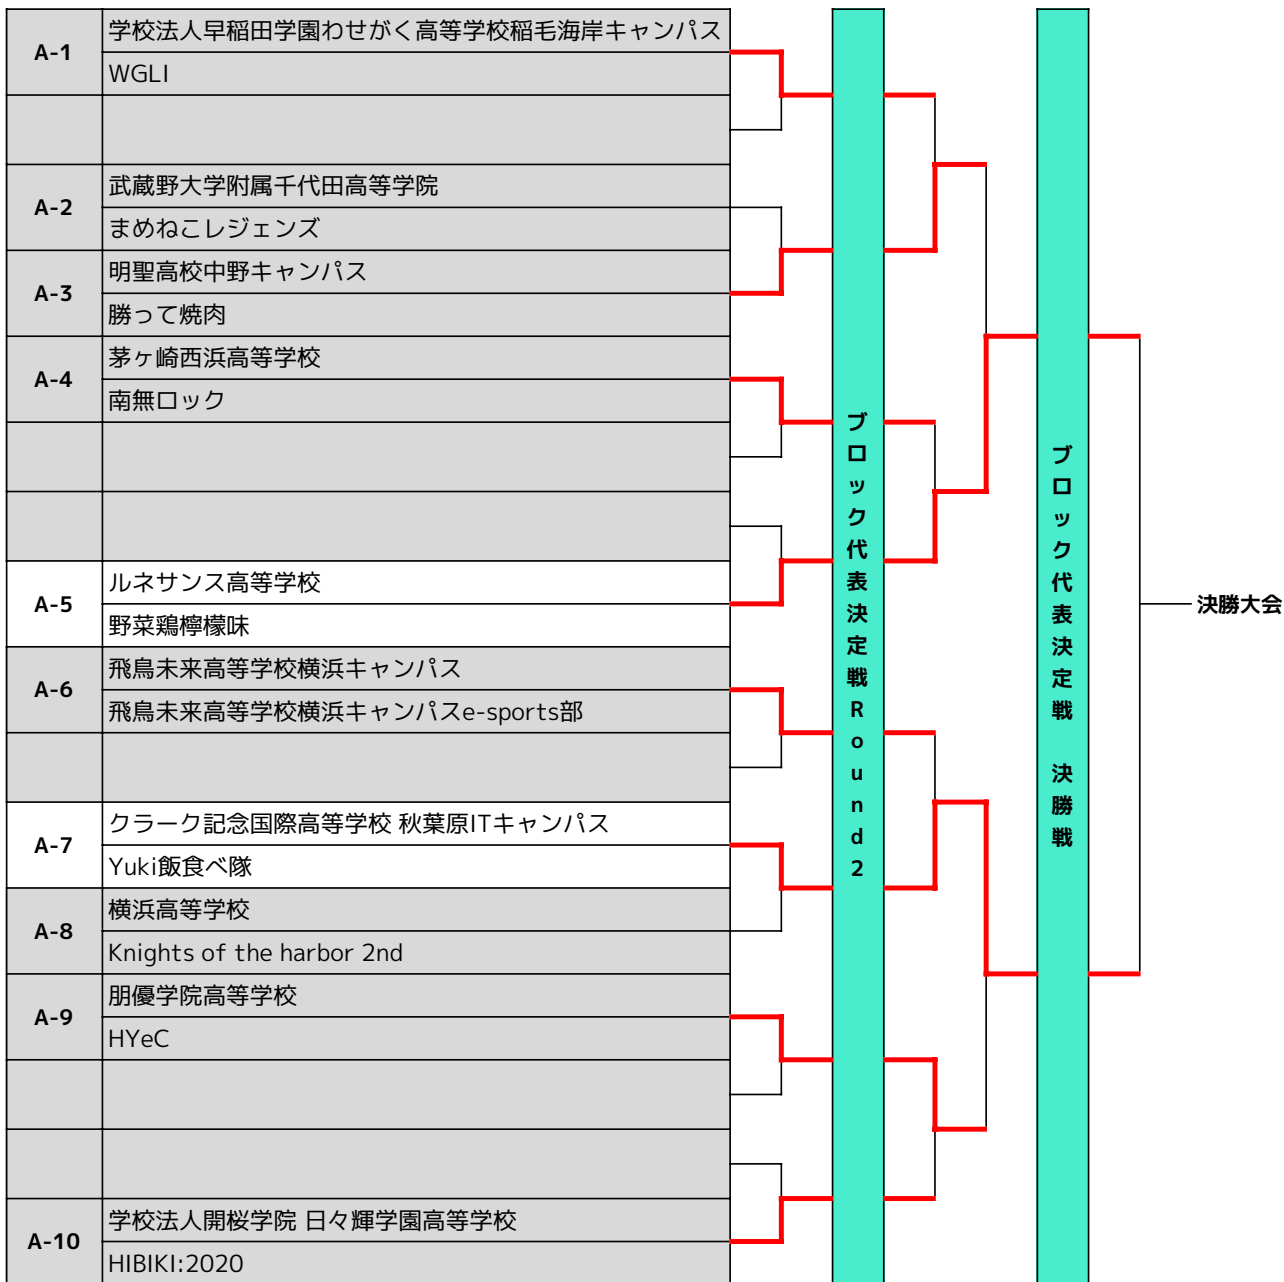 A-1
学校法人早稲田学園わせがく高等学校稲毛海岸キャンパス
WGLI
A-2
武蔵野大学附属千代田高等学院
まめねこレジェンズ
A-3
明聖高校中野キャンパス
勝って焼肉
A-4
茅ヶ崎西浜高等学校
南無ロック
A-5
ルネサンス高等学校
野菜鶏檸檬味
A-6
飛鳥未来高等学校横浜キャンパス
飛鳥未来高等学校横浜キャンパスe-sports部
A-7
クラーク記念国際高等学校 秋葉原ITキャンパス
Yuki飯食べ隊
A-8
横浜高等学校
Knights of the harbor 2nd
A-9
朋優学院高等学校
HYeC
A-10
学校法人開桜学院 日々輝学園高等学校
HIBIKI:2020
ブロック代表決定戦Round2
ブロック代表決定戦 決勝戦
決勝大会